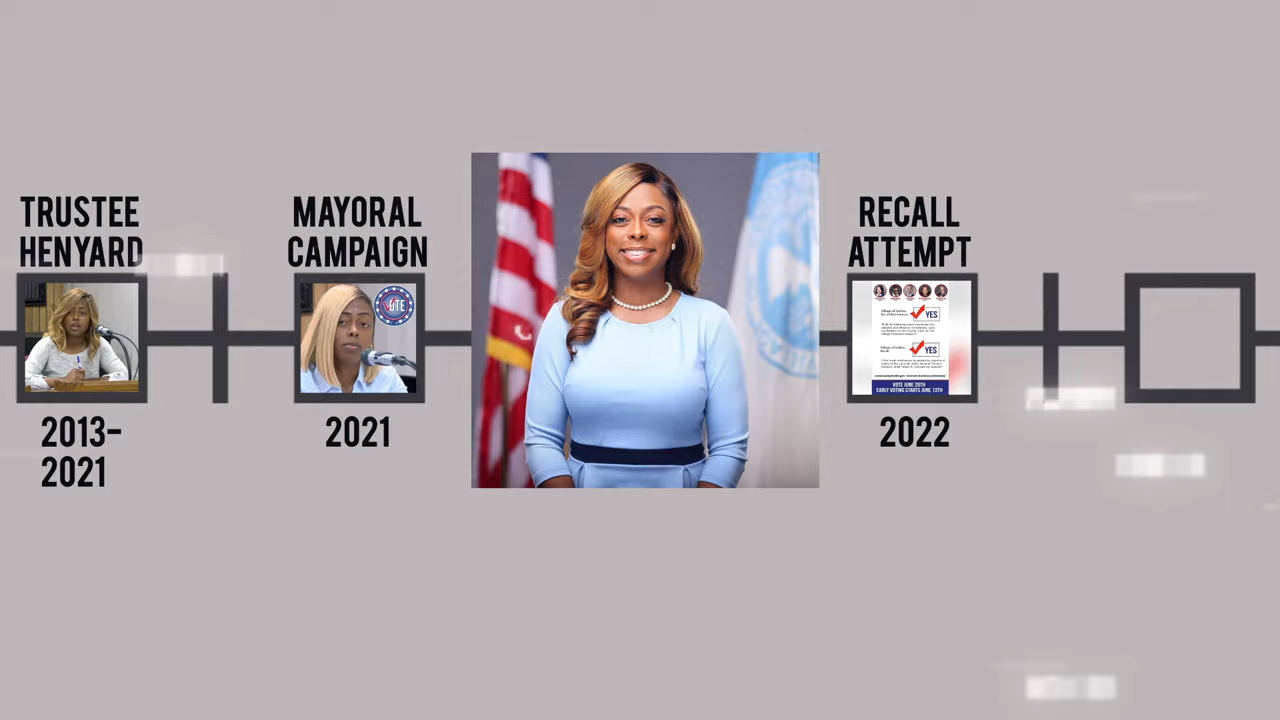 TRUSTEE
HENYARD
2013-
2021
MAYORAL
CAMPAIGN
VOTE
2021
RECALL
ATTEMPT
YES
YES
VOTE JUNE 28TH
EARLY VOTING STARTS JUNE 13TH
2022